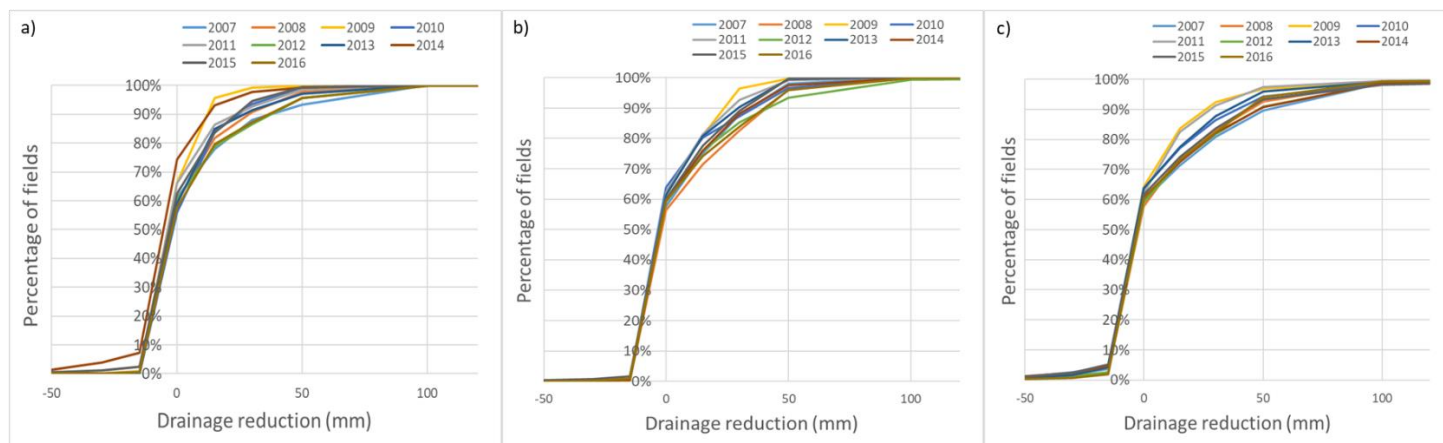 a)
2007 2008 2009 2010
2011 2012 2013 2014
2015 2016
Percentage of fields
100%
90%
80%
70%
60%
50%
40%
30%
20%
10%
0%
-50 0 50 100
Drainage reduction (mm)
b)
2007 2008 2009 2010
2011 2012 2013 2014
2015 2016
Percentage of fields
100%
90%
80%
70%
60%
50%
40%
30%
20%
10%
0%
-50 0 50 100
Drainage reduction (mm)
c)
2007 2008 2009 2010
2011 2012 2013 2014
2015 2016
Percentage of fields
100%
90%
80%
70%
60%
50%
40%
30%
20%
10%
0%
-50 0 50 100
Drainage reduction (mm)